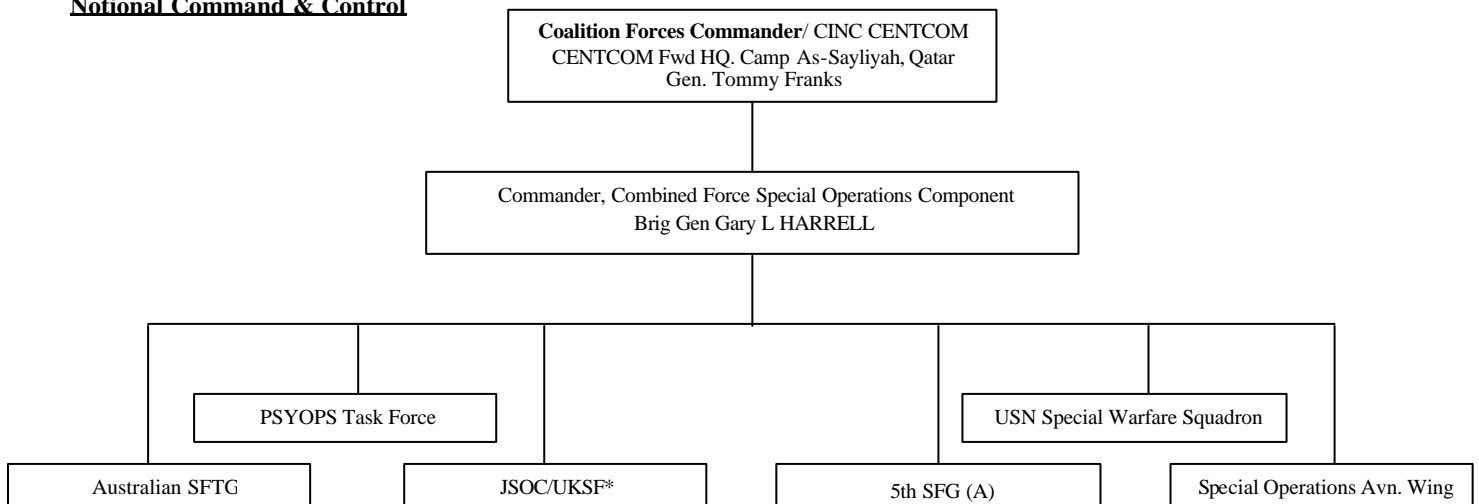 Notional Command & Control
Coalition Forces Commander/ CINC CENTCOM
CENTCOM Fwd HQ. Camp As-Sayliyah, Qatar
Gen. Tommy Franks
Commander, Combined Force Special Operations Component
Brig Gen Gary L HARRELL
PSYOPS Task Force
USN Special Warfare Squadron
Australian SFTG
JSOC/UKSF*
5th SFG (A)
Special Operations Avn. Wing